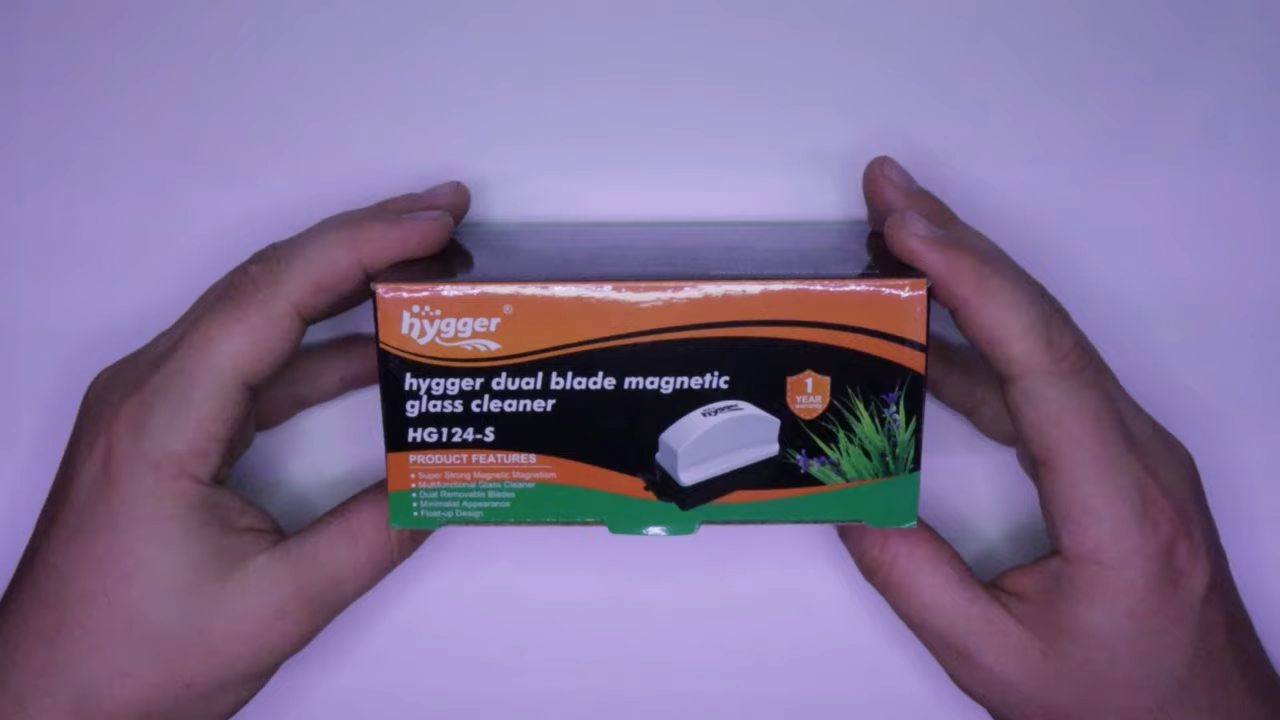 hygger®
hygger dual blade magnetic
glass cleaner
HG124-S
PRODUCT FEATURES
• Super Strong Magnetic Magnetism
• Multifunctional Glass Cleaner
• Dual Removable Blades
• Minimalist Appearance
• Float-up Design
1
YEAR
warranty
hygger